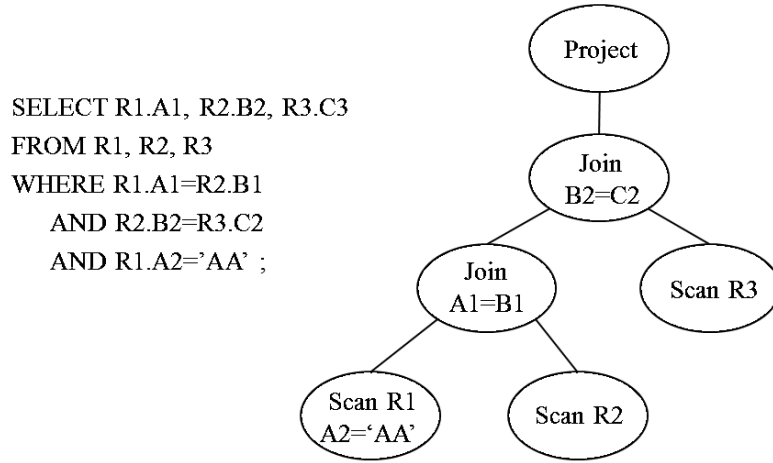 SELECT R1.A1, R2.B2, R3.C3
FROM R1, R2, R3
WHERE R1.A1=R2.B1
AND R2.B2=R3.C2
AND R1.A2=’AA’ ;
Project
Join
B2=C2
Join
A1=B1
Scan R3
Scan R1
A2=‘AA’
Scan R2